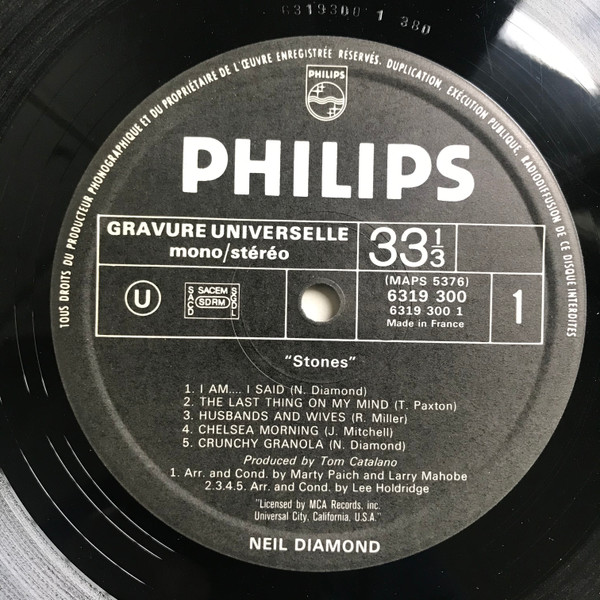 6319300 1 380
TOUS DROITS DU PRODUCTEUR PHONOGRAPHIQUE ET DU PROPRIÉTAIRE DE L'ŒUVRE ENREGISTRÉE RÉSERVÉS. DUPLICATION, EXÉCUTION PUBLIQUE, RADIODIFFUSION DE CE DISQUE INTERDITES
PHILIPS
PHILIPS
GRAVURE UNIVERSELLE
mono/stéréo
33 1/3
U
SACD SACEM SDRM SGDL
(MAPS 5376)
6319 300
6319 300 1
Made in France
1
"Stones"
1. I AM.... I SAID (N. Diamond)
2. THE LAST THING ON MY MIND (T. Paxton)
3. HUSBANDS AND WIVES (R. Miller)
4. CHELSEA MORNING (J. Mitchell)
5. CRUNCHY GRANOLA (N. Diamond)
Produced by Tom Catalano
1. Arr. and Cond. by Marty Paich and Larry Mahobe
2.3.4.5. Arr. and Cond. by Lee Holdridge
"Licensed by MCA Records, inc.
Universal City, California, U.S.A."
NEIL DIAMOND